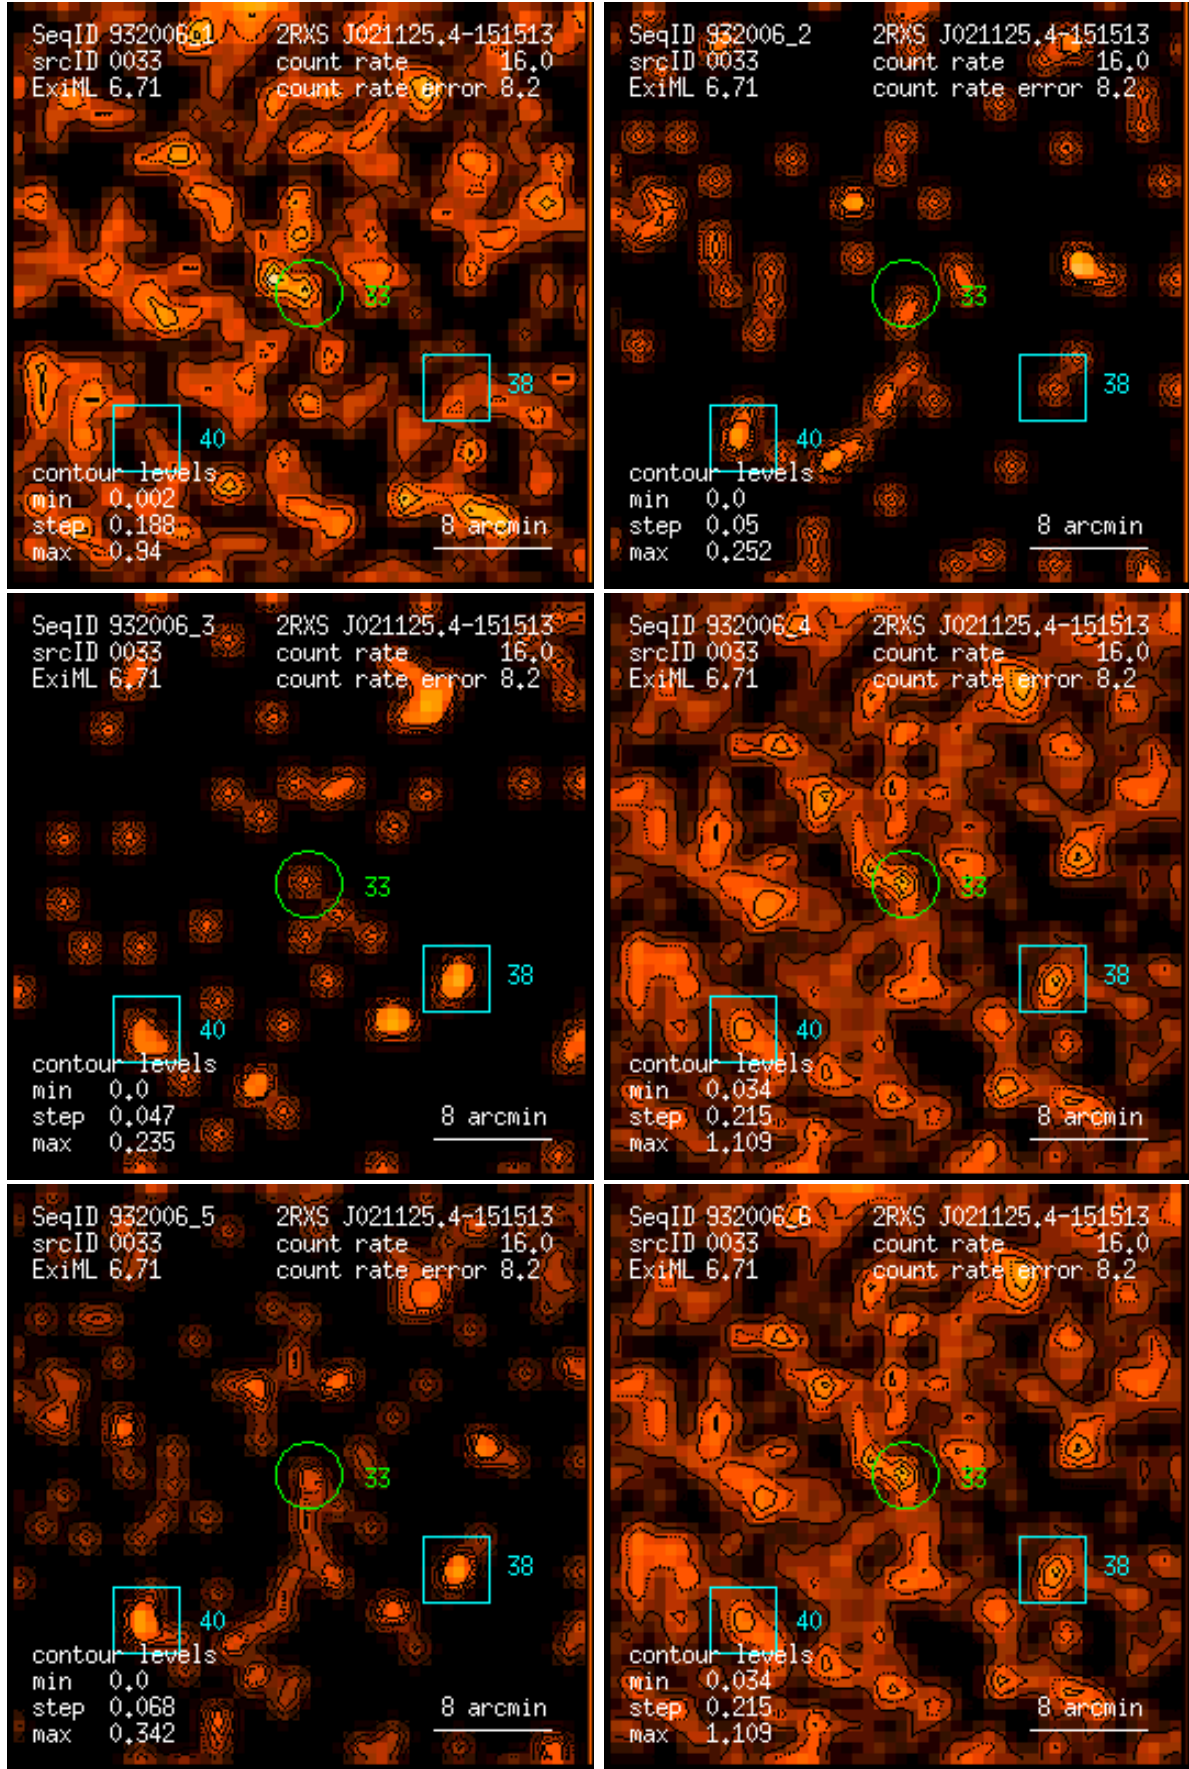 SeqID 932006_1 2RXS J021125.4-151513
srcID 0033 count rate 16.0
ExiML 6.71 count rate error 8.2
33
38
40
contour levels
min 0.002
step 0.188 8 arcmin
max 0.94
SeqID 932006_2 2RXS J021125.4-151513
srcID 0033 count rate 16.0
ExiML 6.71 count rate error 8.2
33
38
40
contour levels
min 0.0
step 0.05 8 arcmin
max 0.252
SeqID 932006_3 2RXS J021125.4-151513
srcID 0033 count rate 16.0
ExiML 6.71 count rate error 8.2
33
38
40
contour levels
min 0.0
step 0.047 8 arcmin
max 0.235
SeqID 932006_4 2RXS J021125.4-151513
srcID 0033 count rate 16.0
ExiML 6.71 count rate error 8.2
33
38
40
contour levels
min 0.034
step 0.215 8 arcmin
max 1.109
SeqID 932006_5 2RXS J021125.4-151513
srcID 0033 count rate 16.0
ExiML 6.71 count rate error 8.2
33
38
40
contour levels
min 0.0
step 0.068 8 arcmin
max 0.342
SeqID 932006_6 2RXS J021125.4-151513
srcID 0033 count rate 16.0
ExiML 6.71 count rate error 8.2
33
38
40
contour levels
min 0.034
step 0.215 8 arcmin
max 1.109